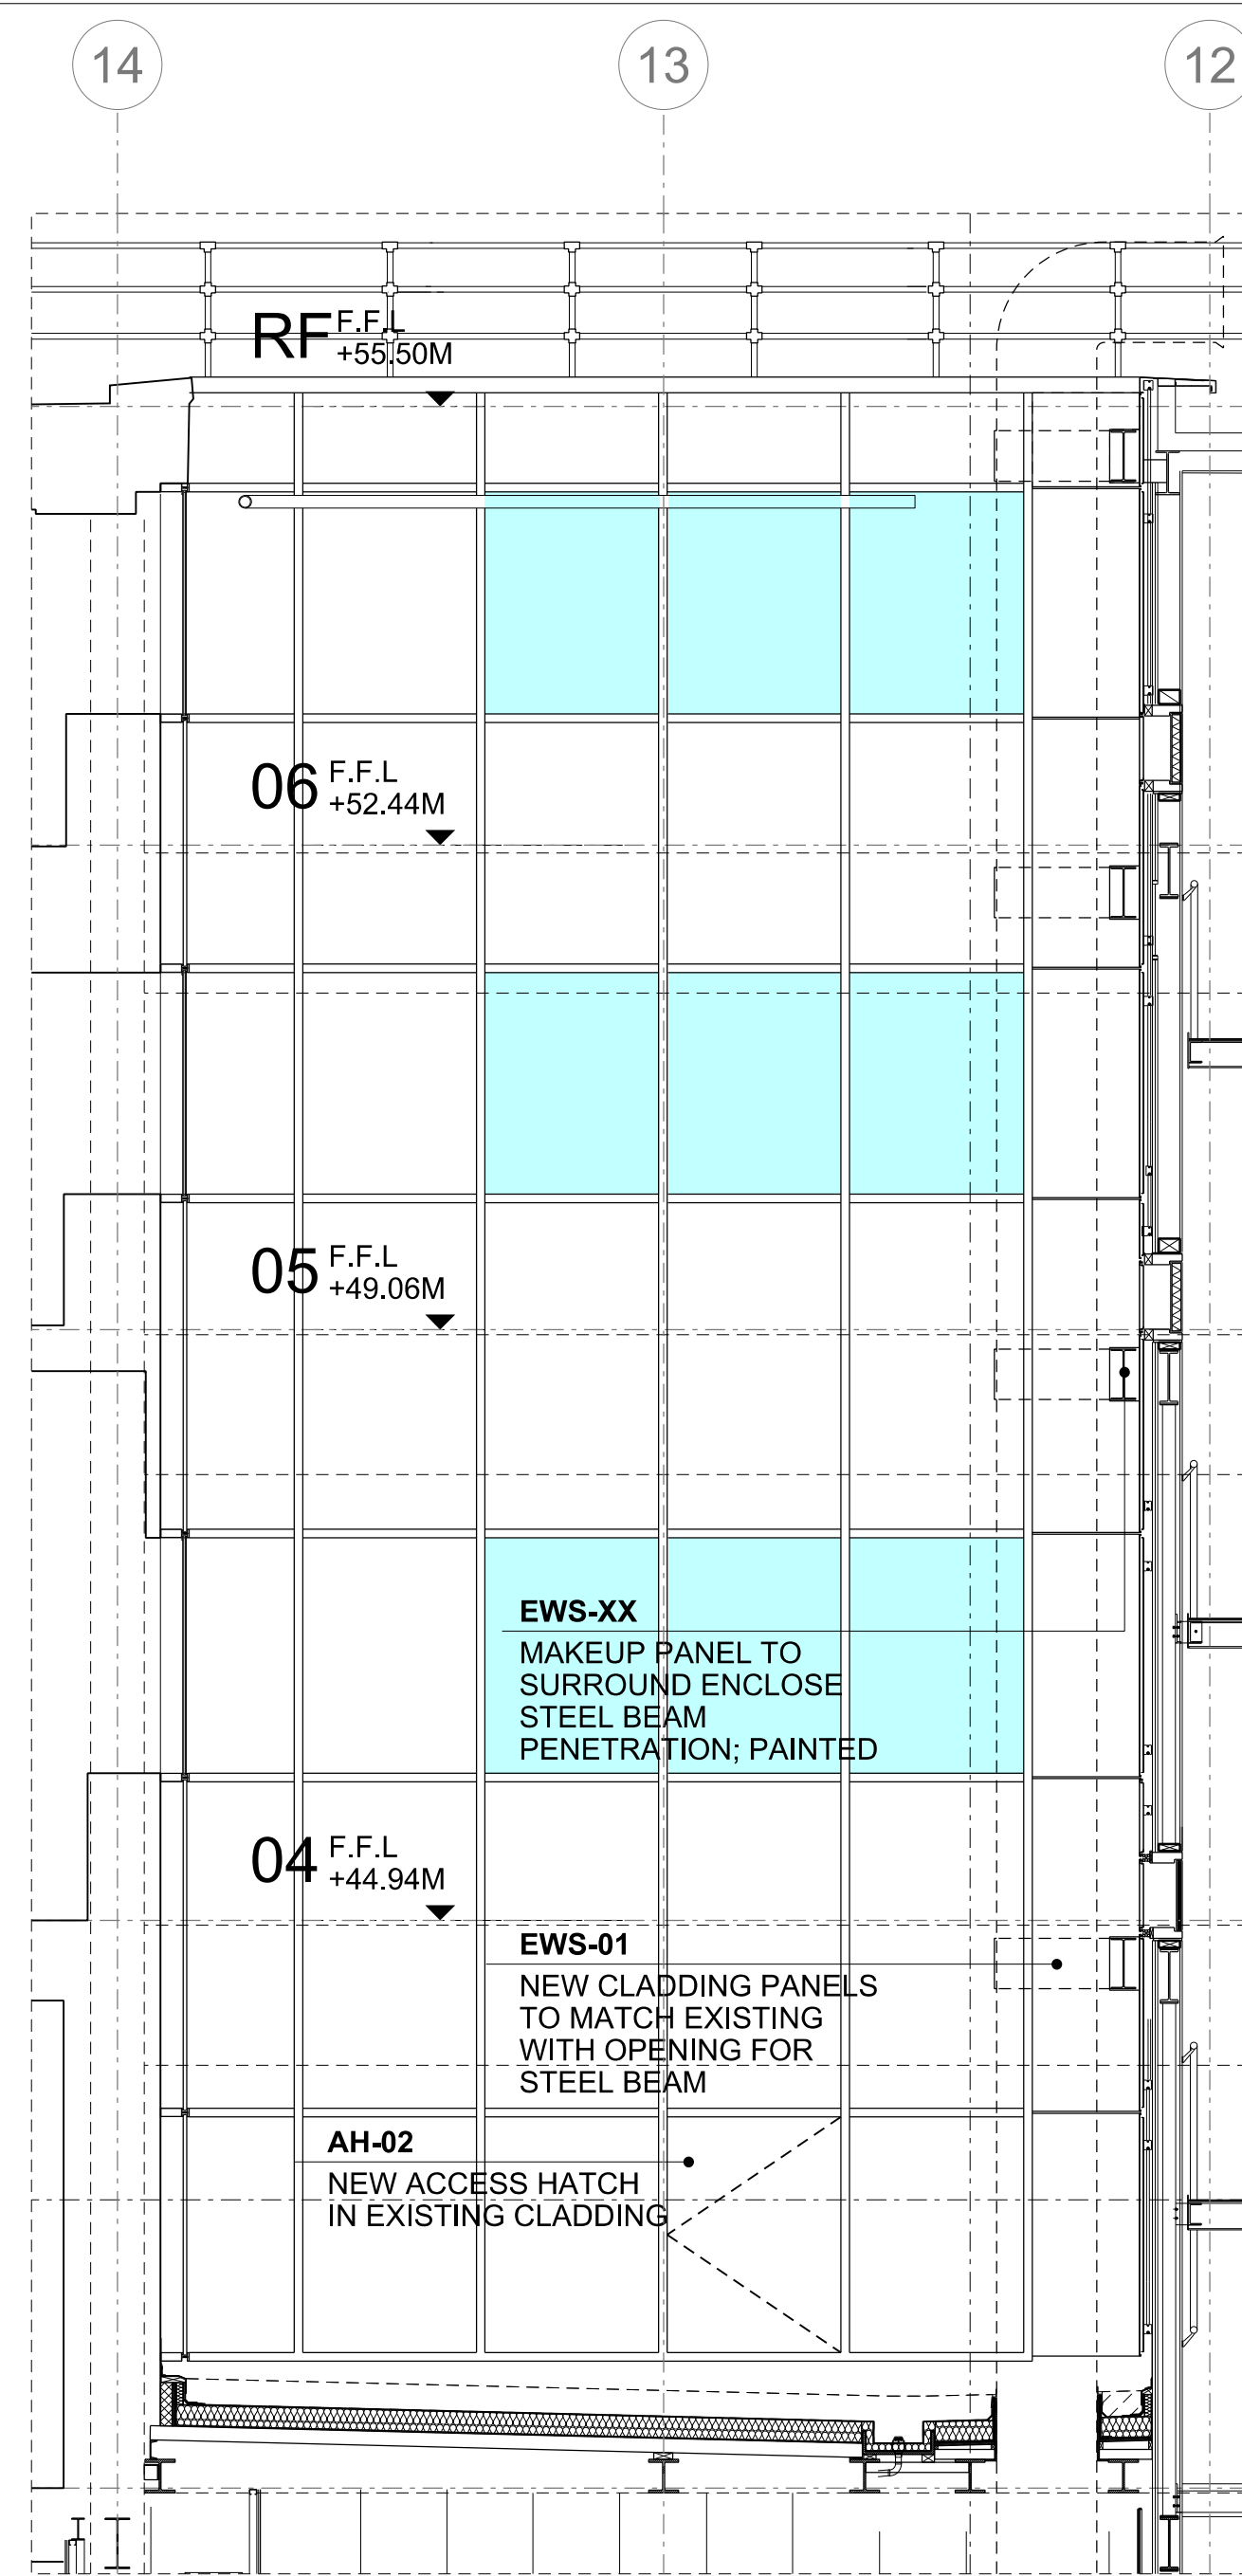 14
13
12
RF F.F.L
+55.50M
06 F.F.L
+52.44M
05 F.F.L
+49.06M
EWS-XX
MAKEUP PANEL TO
SURROUND ENCLOSE
STEEL BEAM
PENETRATION; PAINTED
04 F.F.L
+44.94M
EWS-01
NEW CLADDING PANELS
TO MATCH EXISTING
WITH OPENING FOR
STEEL BEAM
AH-02
NEW ACCESS HATCH
IN EXISTING CLADDING